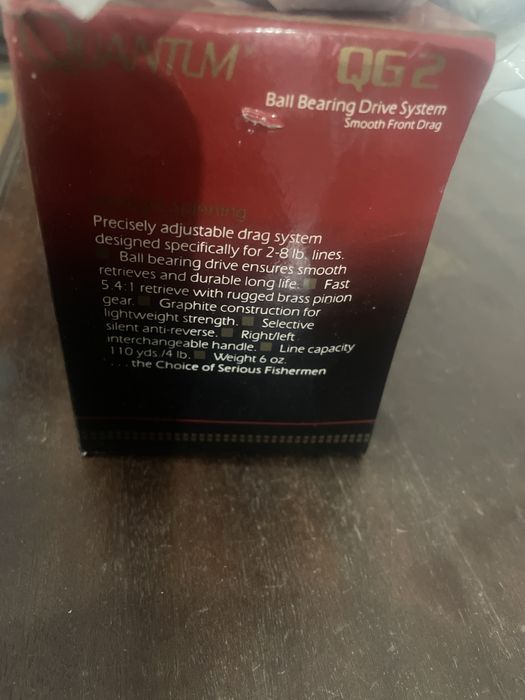 QUANTUM
QG 2
Ball Bearing Drive System
Smooth Front Drag
Spinning
Precisely adjustable drag system
designed specifically for 2-8 lb. lines.
Ball bearing drive ensures smooth
retrieves and durable long life. Fast
5.4:1 retrieve with rugged brass pinion
gear. Graphite construction for
lightweight strength. Selective
silent anti-reverse. Right/left
interchangeable handle. Line capacity
110 yds./4 lb. Weight 6 oz.
. . . . the Choice of Serious Fishermen